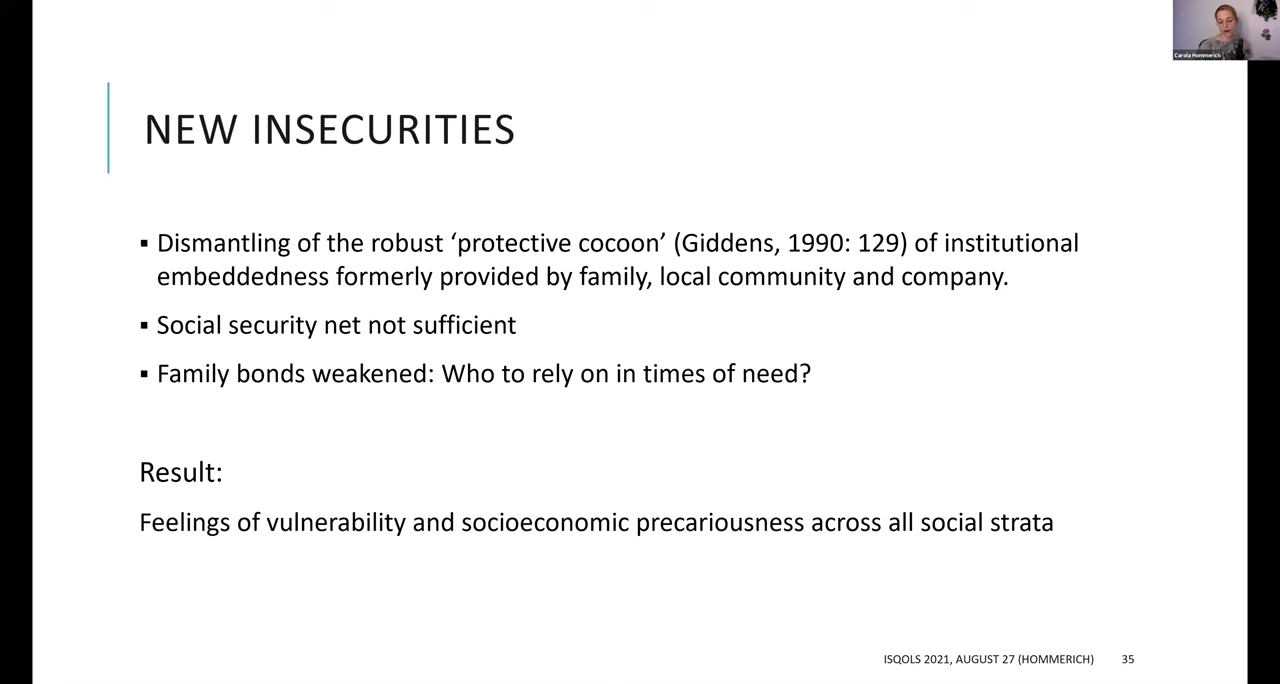 Carola Hommerich
NEW INSECURITIES
▪ Dismantling of the robust ‘protective cocoon’ (Giddens, 1990: 129) of institutional
embeddedness formerly provided by family, local community and company.
▪ Social security net not sufficient
▪ Family bonds weakened: Who to rely on in times of need?
Result:
Feelings of vulnerability and socioeconomic precariousness across all social strata
ISQOLS 2021, AUGUST 27 (HOMMERICH) 35